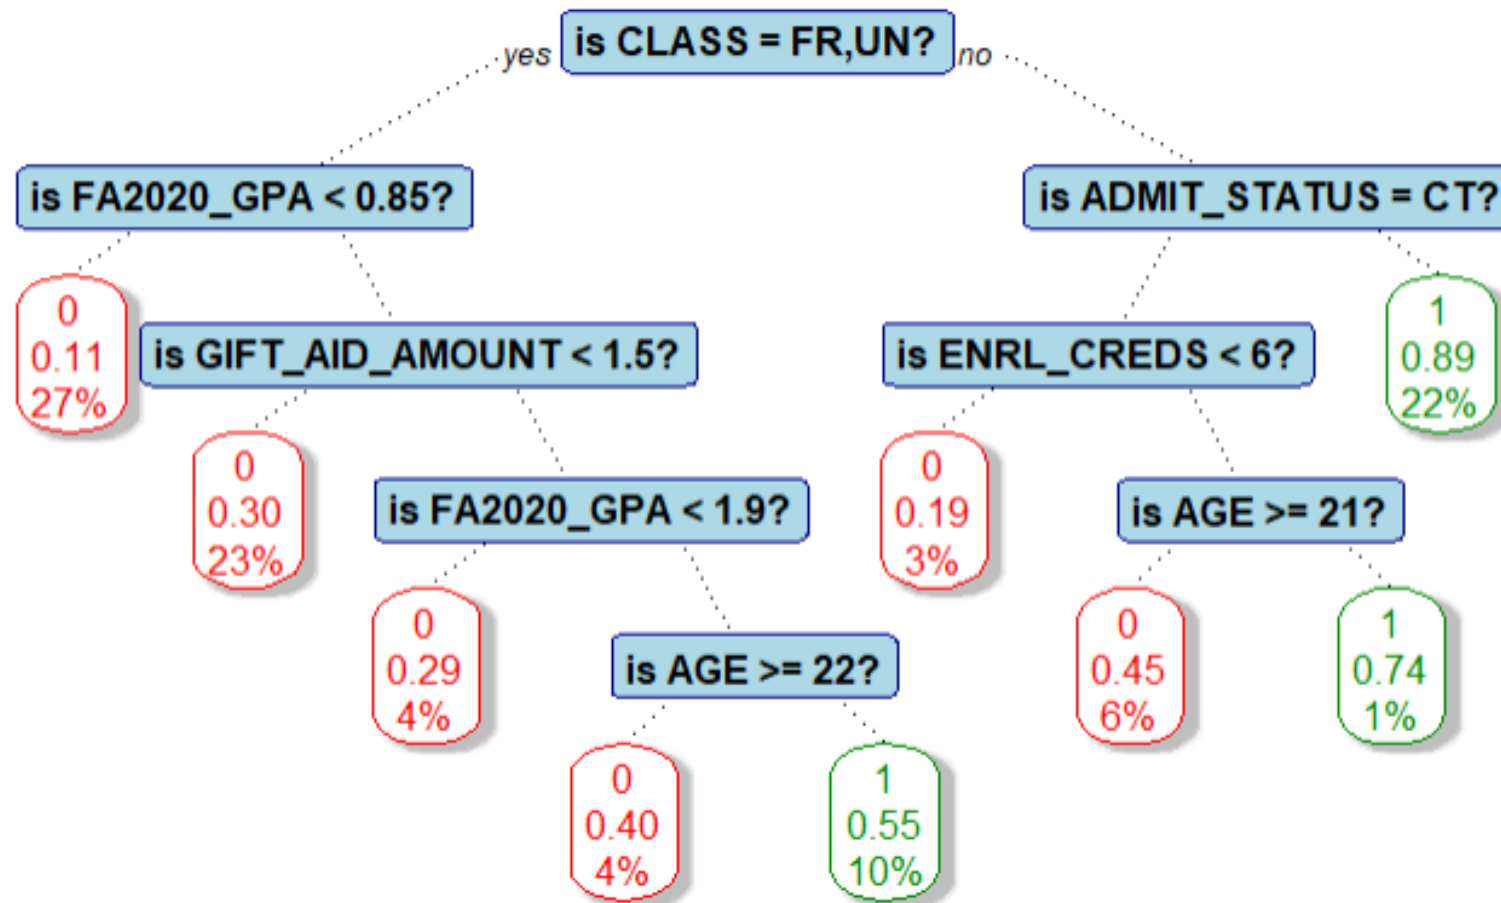 is CLASS = FR,UN?
yes
no
is FA2020_GPA < 0.85?
is ADMIT_STATUS = CT?
0
0.11
27%
is GIFT_AID_AMOUNT < 1.5?
is ENRL_CREDS < 6?
1
0.89
22%
0
0.30
23%
is FA2020_GPA < 1.9?
0
0.19
3%
is AGE >= 21?
0
0.29
4%
is AGE >= 22?
0
0.45
6%
1
0.74
1%
0
0.40
4%
1
0.55
10%